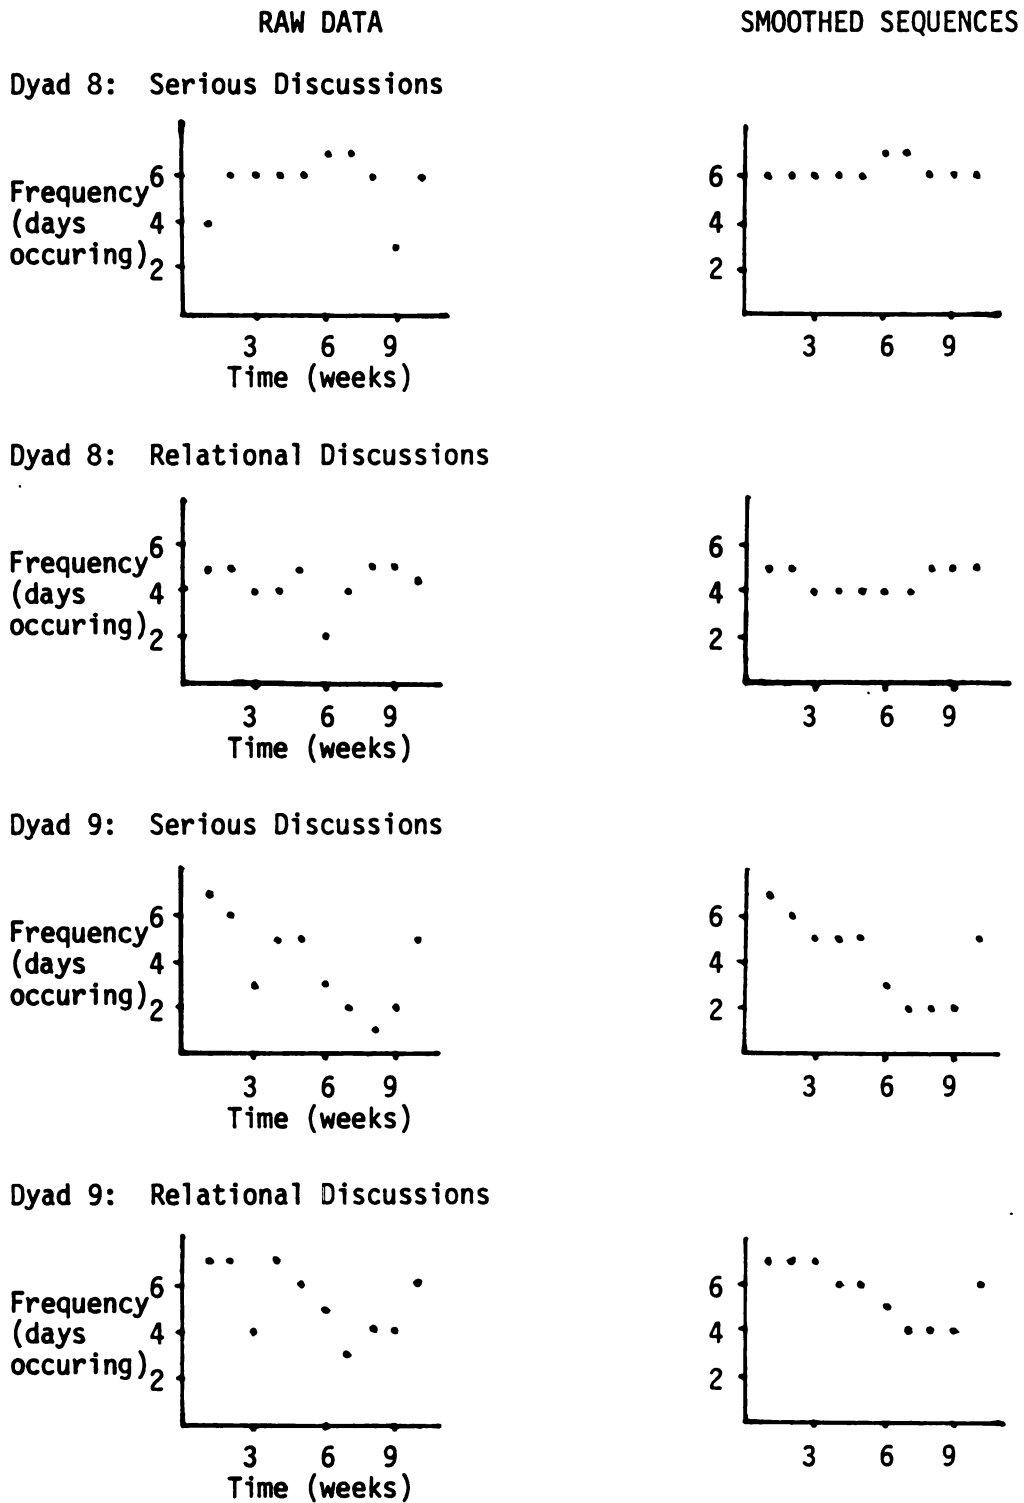 RAW DATA SMOOTHED SEQUENCES
Dyad 8: Serious Discussions
Frequency
(days
occuring)
6
4
2
3 6 9
Time (weeks)
6
4
2
3 6 9
Dyad 8: Relational Discussions
Frequency
(days
occuring)
6
4
2
3 6 9
Time (weeks)
6
4
2
3 6 9
Dyad 9: Serious Discussions
Frequency
(days
occuring)
6
4
2
3 6 9
Time (weeks)
6
4
2
3 6 9
Dyad 9: Relational Discussions
Frequency
(days
occuring)
6
4
2
3 6 9
Time (weeks)
6
4
2
3 6 9